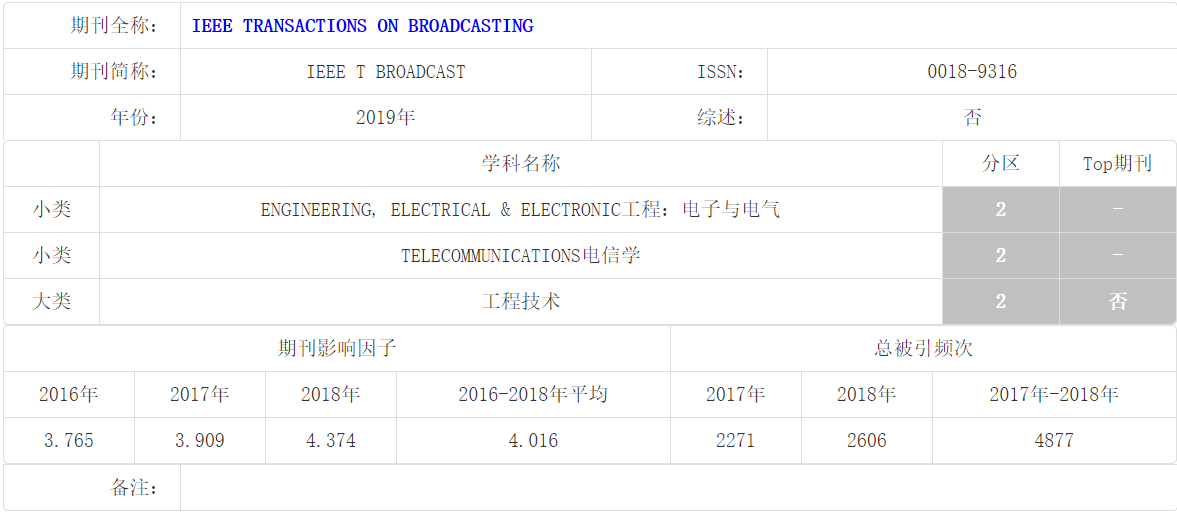 期刊全称: IEEE TRANSACTIONS ON BROADCASTING
期刊简称: IEEE T BROADCAST ISSN: 0018-9316
年份: 2019年 综述: 否
学科名称 分区 Top期刊
小类 ENGINEERING, ELECTRICAL & ELECTRONIC工程: 电子与电气 2 -
小类 TELECOMMUNICATIONS电信学 2 -
大类 工程技术 2 否
期刊影响因子 总被引频次
2016年 2017年 2018年 2016-2018年平均 2017年 2018年 2017年-2018年
3.765 3.909 4.374 4.016 2271 2606 4877
备注: